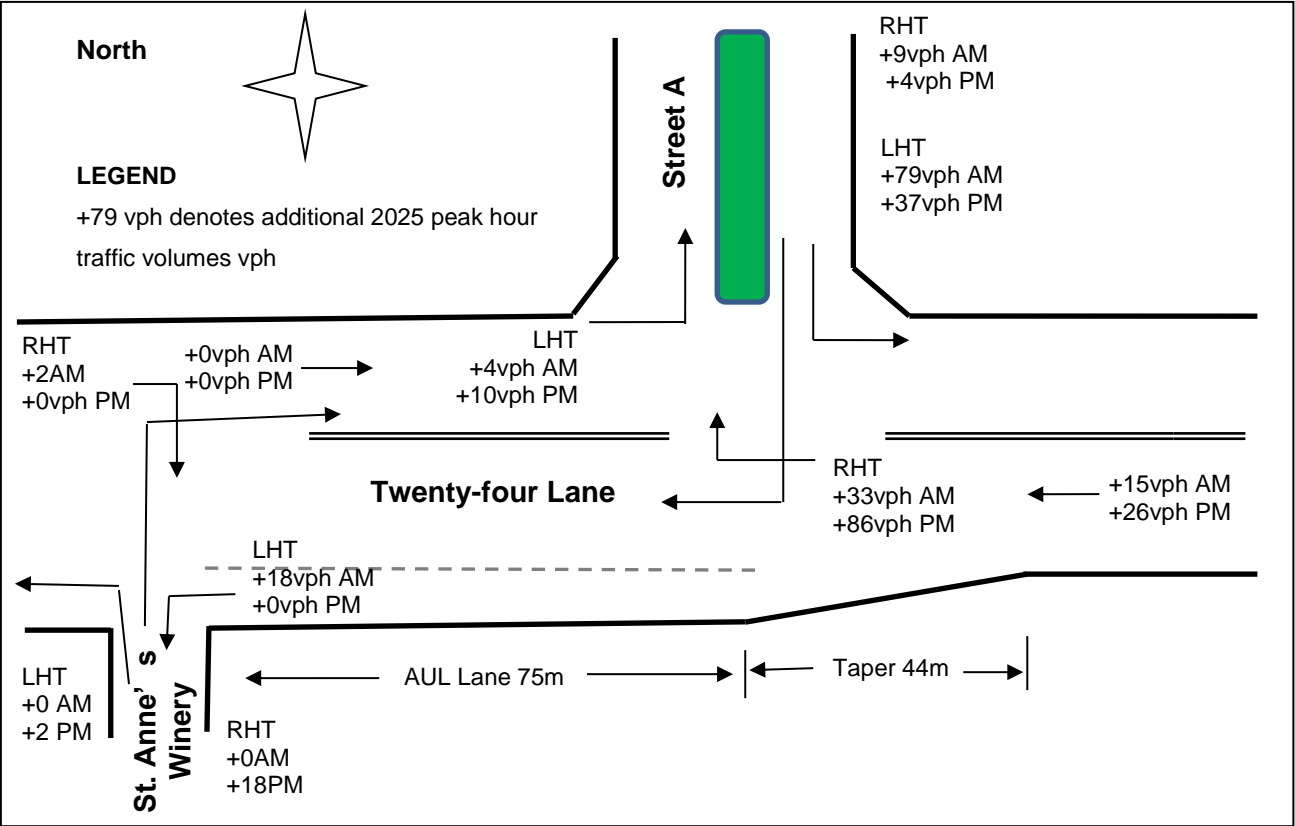 North
LEGEND
+79 vph denotes additional 2025 peak hour
traffic volumes vph
Street A
RHT
+9vph AM
+4vph PM
LHT
+79vph AM
+37vph PM
RHT
+2AM
+0vph PM
+0vph AM
+0vph PM
LHT
+4vph AM
+10vph PM
Twenty-four Lane
RHT
+33vph AM
+86vph PM
+15vph AM
+26vph PM
LHT
+18vph AM
+0vph PM
LHT
+0 AM
+2 PM
St. Anne' s
Winery
RHT
+0AM
+18PM
AUL Lane 75m
Taper 44m